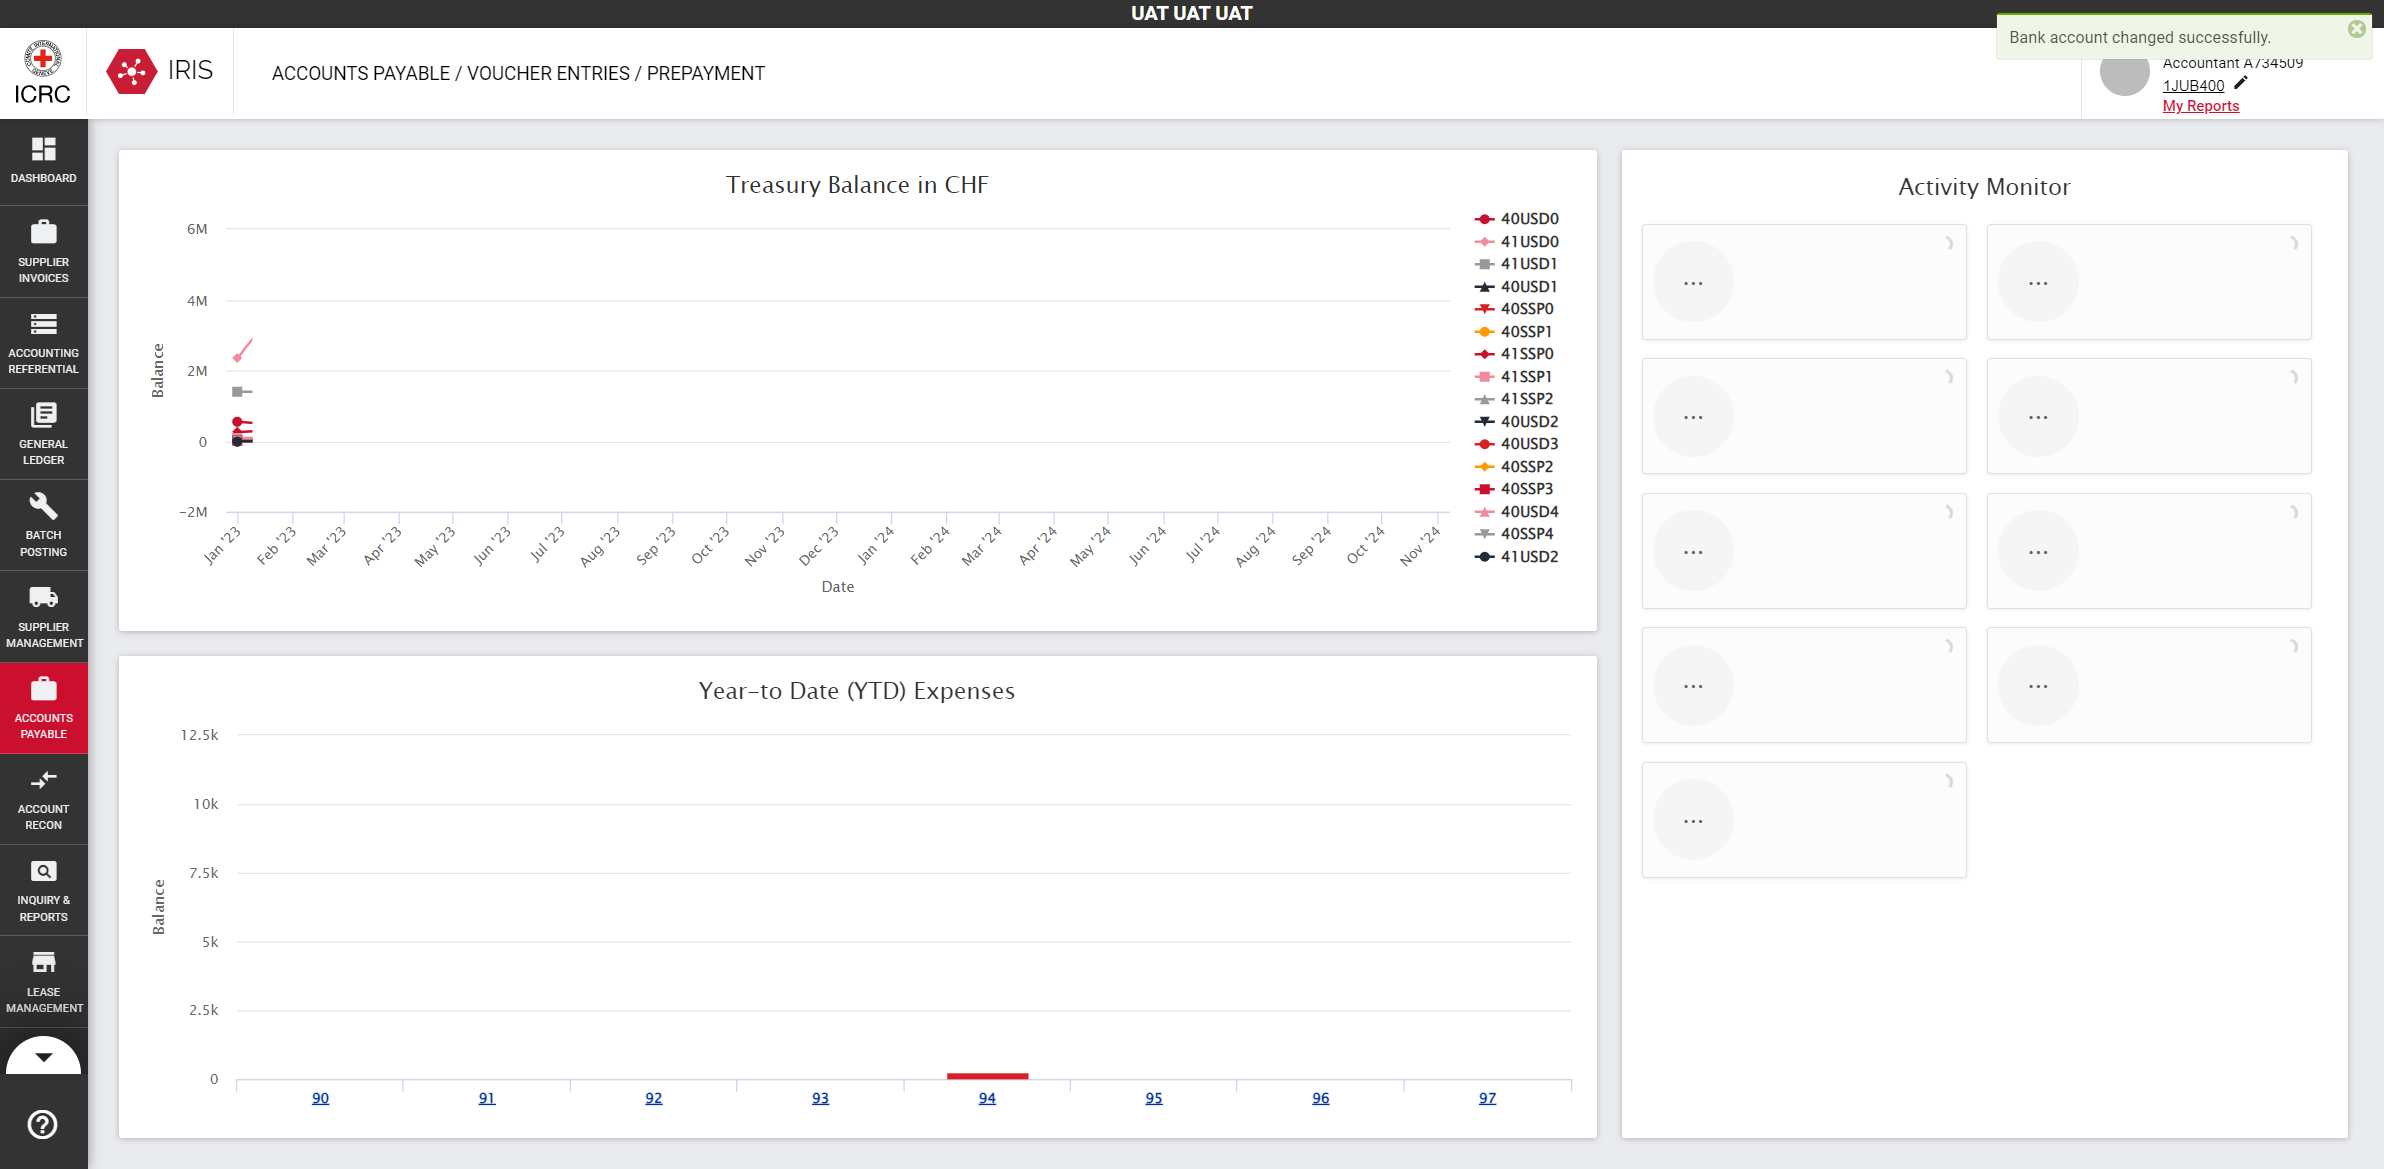 UAT UAT UAT
Bank account changed successfully.
ICRC
IRIS
ACCOUNTS PAYABLE / VOUCHER ENTRIES / PREPAYMENT
Accountant A734509
1JUB400
My Reports
DASHBOARD
SUPPLIER
INVOICES
ACCOUNTING
REFERENTIAL
GENERAL
LEDGER
BATCH
POSTING
SUPPLIER
MANAGEMENT
ACCOUNTS
PAYABLE
ACCOUNT
RECON
INQUIRY &
REPORTS
LEASE
MANAGEMENT
Treasury Balance in CHF
6M
4M
2M
0
-2M
Balance
Jan '23
Feb '23
Mar '23
Apr '23
May '23
Jun '23
Jul '23
Aug '23
Sep '23
Oct '23
Nov '23
Dec '23
Jan '24
Feb '24
Mar '24
Apr '24
May '24
Jun '24
Jul '24
Aug '24
Sep '24
Oct '24
Nov '24
Date
40USD0
41USD0
41USD1
40USD1
40SSP0
40SSP1
41SSP0
41SSP1
41SSP2
40USD2
40USD3
40SSP2
40SSP3
40USD4
40SSP4
41USD2
Year-to Date (YTD) Expenses
12.5k
10k
7.5k
5k
2.5k
0
Balance
90
91
92
93
94
95
96
97
Activity Monitor
...
...
...
...
...
...
...
...
...